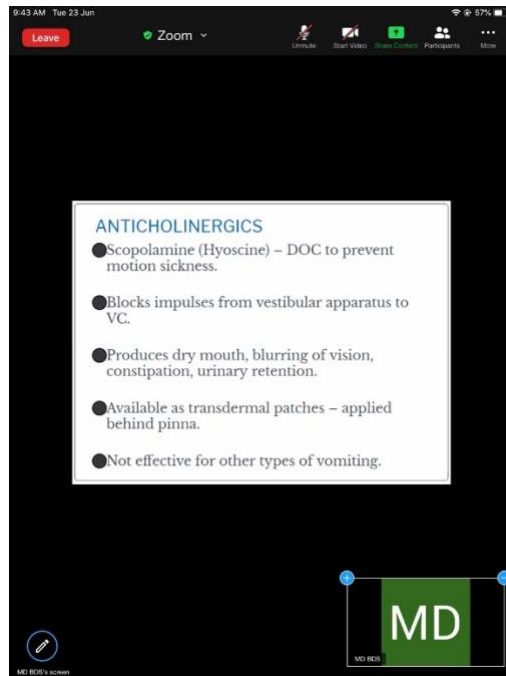 9:43 AM Tue 23 Jun
57%
Leave
Zoom
Unmute
Start Video
Share Content
Participants
More
ANTICHOLINERGICS
Scopolamine (Hyoscine) – DOC to prevent
motion sickness.
Blocks impulses from vestibular apparatus to
VC.
Produces dry mouth, blurring of vision,
constipation, urinary retention.
Available as transdermal patches – applied
behind pinna.
Not effective for other types of vomiting.
MD
MD BDS
MD BDS's screen